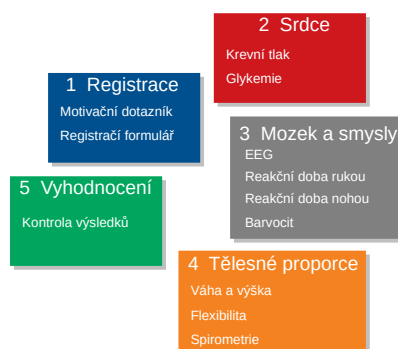 1 Registrace
Motivační dotazník
Registračí formulář
2 Srdce
Krevní tlak
Glykemie
3 Mozek a smysly
EEG
Reakční doba rukou
Reakční doba nohou
Barvocit
4 Tělesné proporce
Váha a výška
Flexibilita
Spirometrie
5 Vyhodnocení
Kontrola výsledků